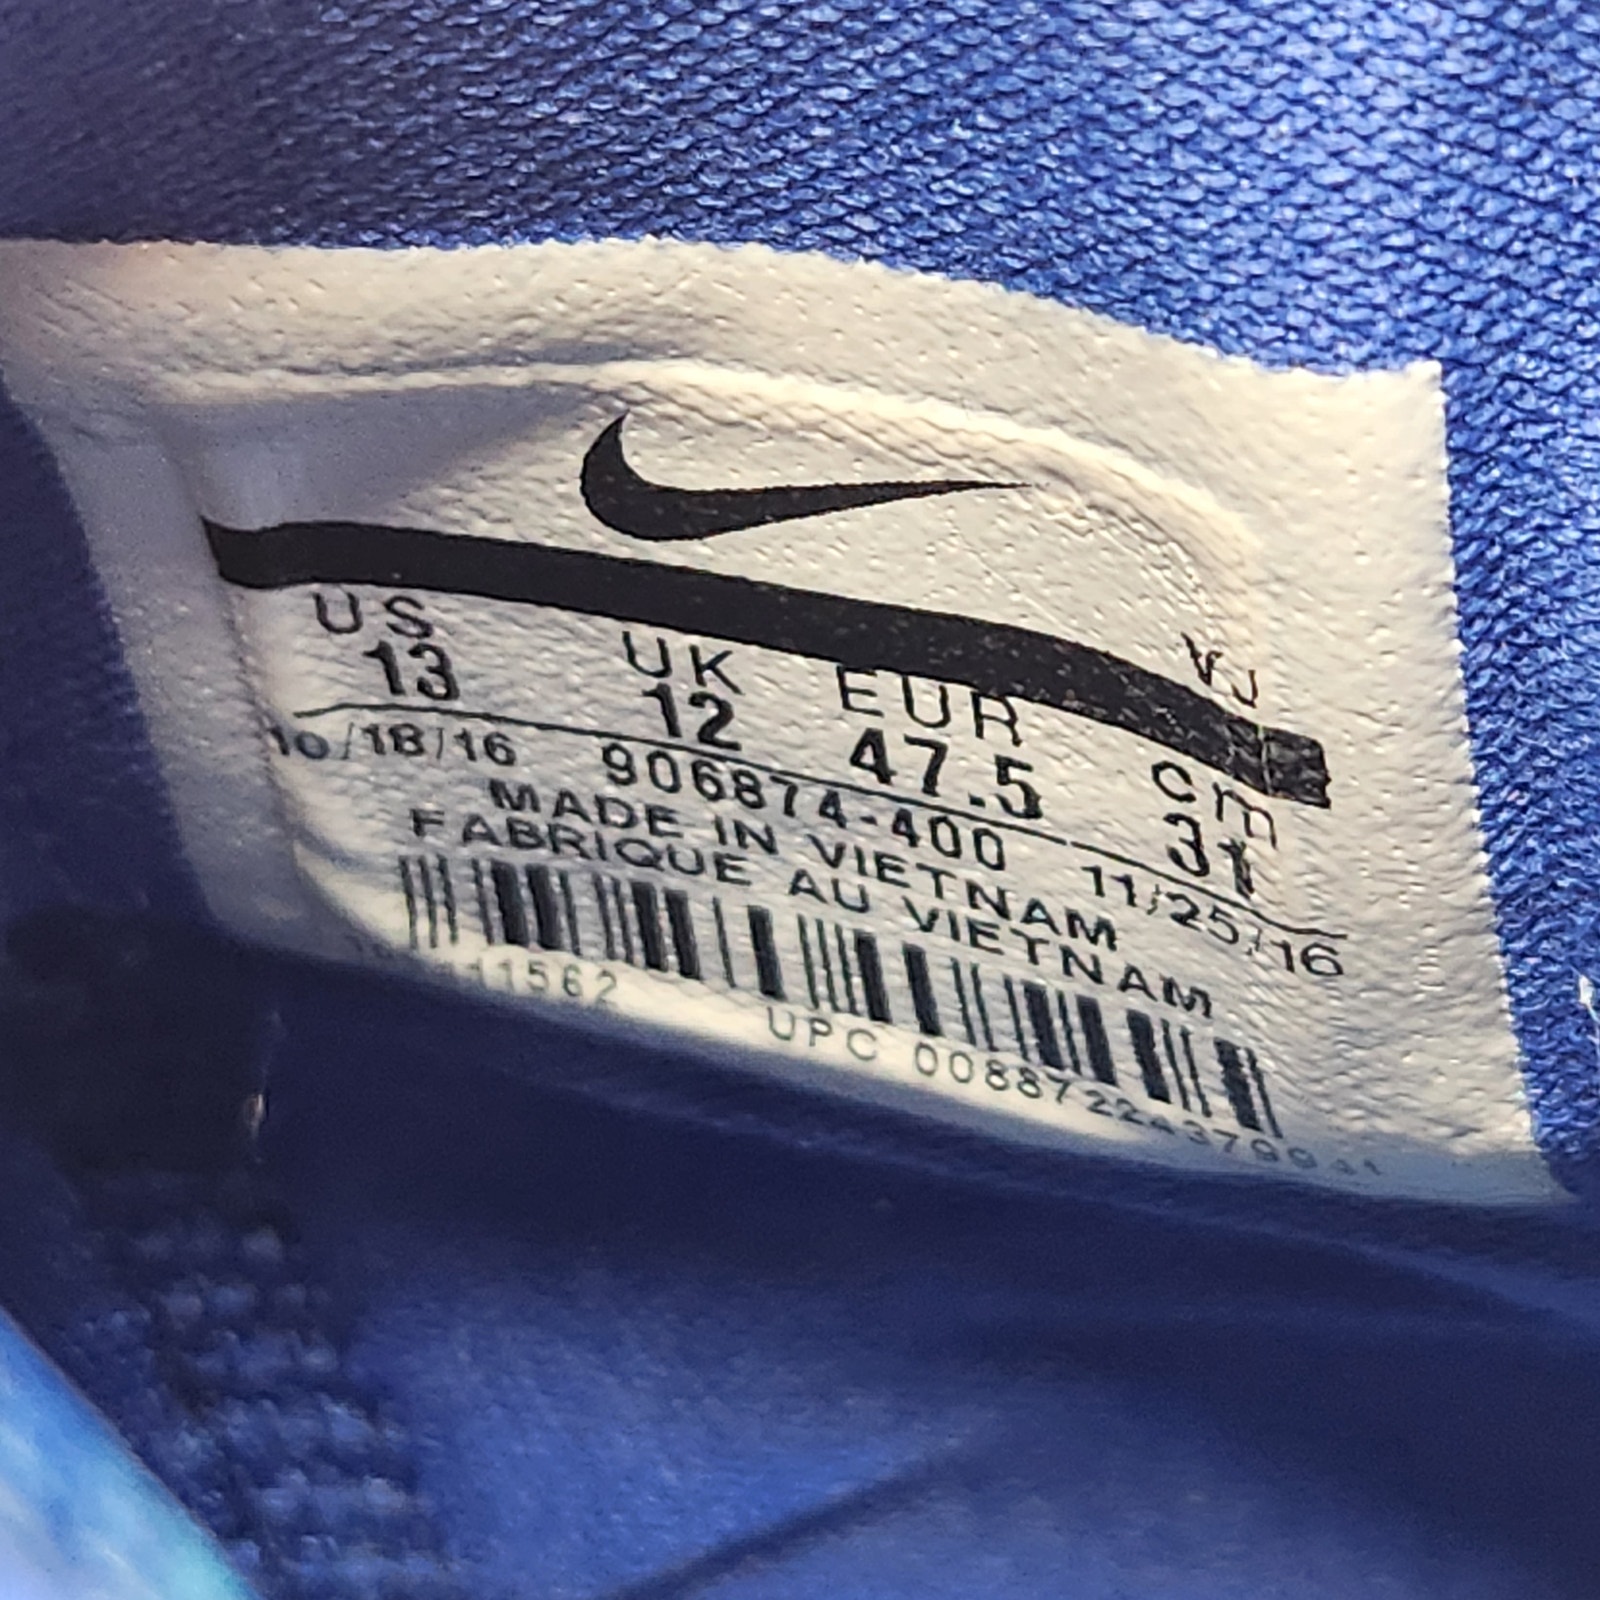 VJ
US UK EUR cm
13 12 47.5 31
10/18/16 906874-400 11/25/16
MADE IN VIETNAM
FABRIQUE AU VIETNAM
UPC